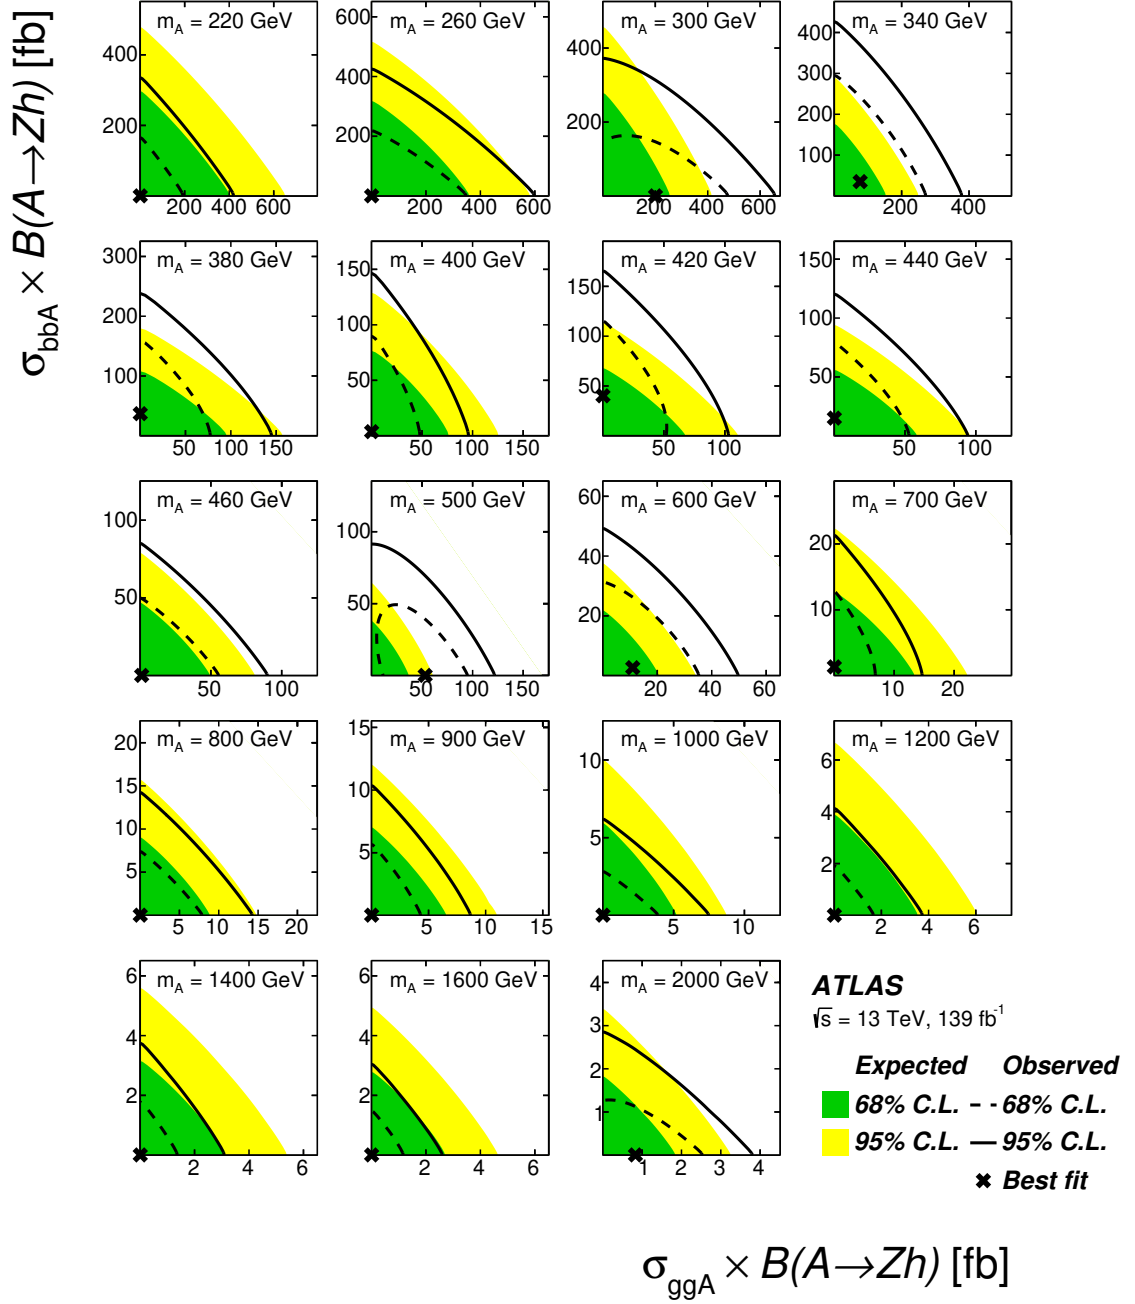 σbbA × B(A→Zh) [fb]
mA = 220 GeV
400
200
200 400 600
mA = 260 GeV
600
400
200
200 400 600
mA = 300 GeV
400
200
200 400 600
mA = 340 GeV
400
300
200
100
200 400
mA = 380 GeV
300
200
100
50 100 150
mA = 400 GeV
150
100
50
50 100 150
mA = 420 GeV
150
100
50
50 100
mA = 440 GeV
150
100
50
50 100
mA = 460 GeV
100
50
50 100
mA = 500 GeV
100
50
50 100 150
mA = 600 GeV
60
40
20
20 40 60
mA = 700 GeV
20
10
10 20
mA = 800 GeV
20
15
10
5
5 10 15 20
mA = 900 GeV
15
10
5
5 10 15
mA = 1000 GeV
10
5
5 10
mA = 1200 GeV
6
4
2
2 4 6
mA = 1400 GeV
6
4
2
2 4 6
mA = 1600 GeV
6
4
2
2 4 6
mA = 2000 GeV
4
3
2
1
1 2 3 4
ATLAS
√s = 13 TeV, 139 fb-1
Expected Observed
68% C.L. 68% C.L.
95% C.L. 95% C.L.
Best fit
σggA × B(A→Zh) [fb]